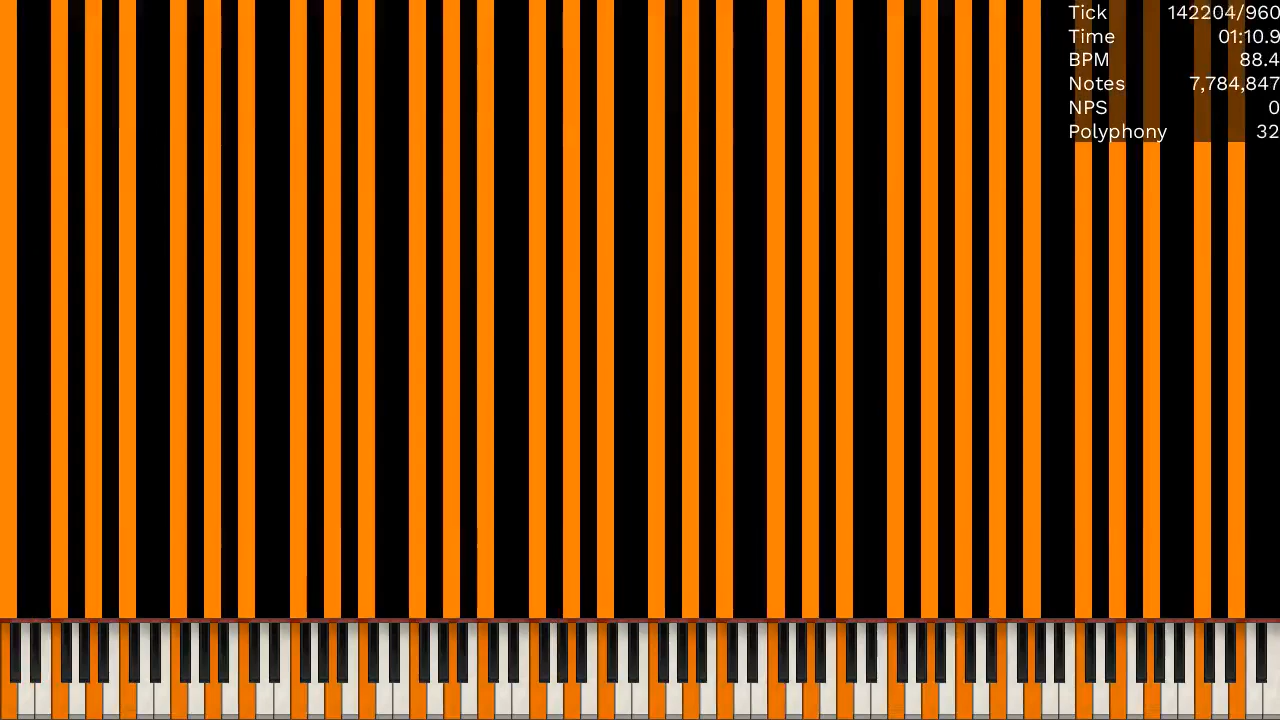 Tick 142204/960
Time 01:10.9
BPM 88.4
Notes 7,784,847
NPS 0
Polyphony 32